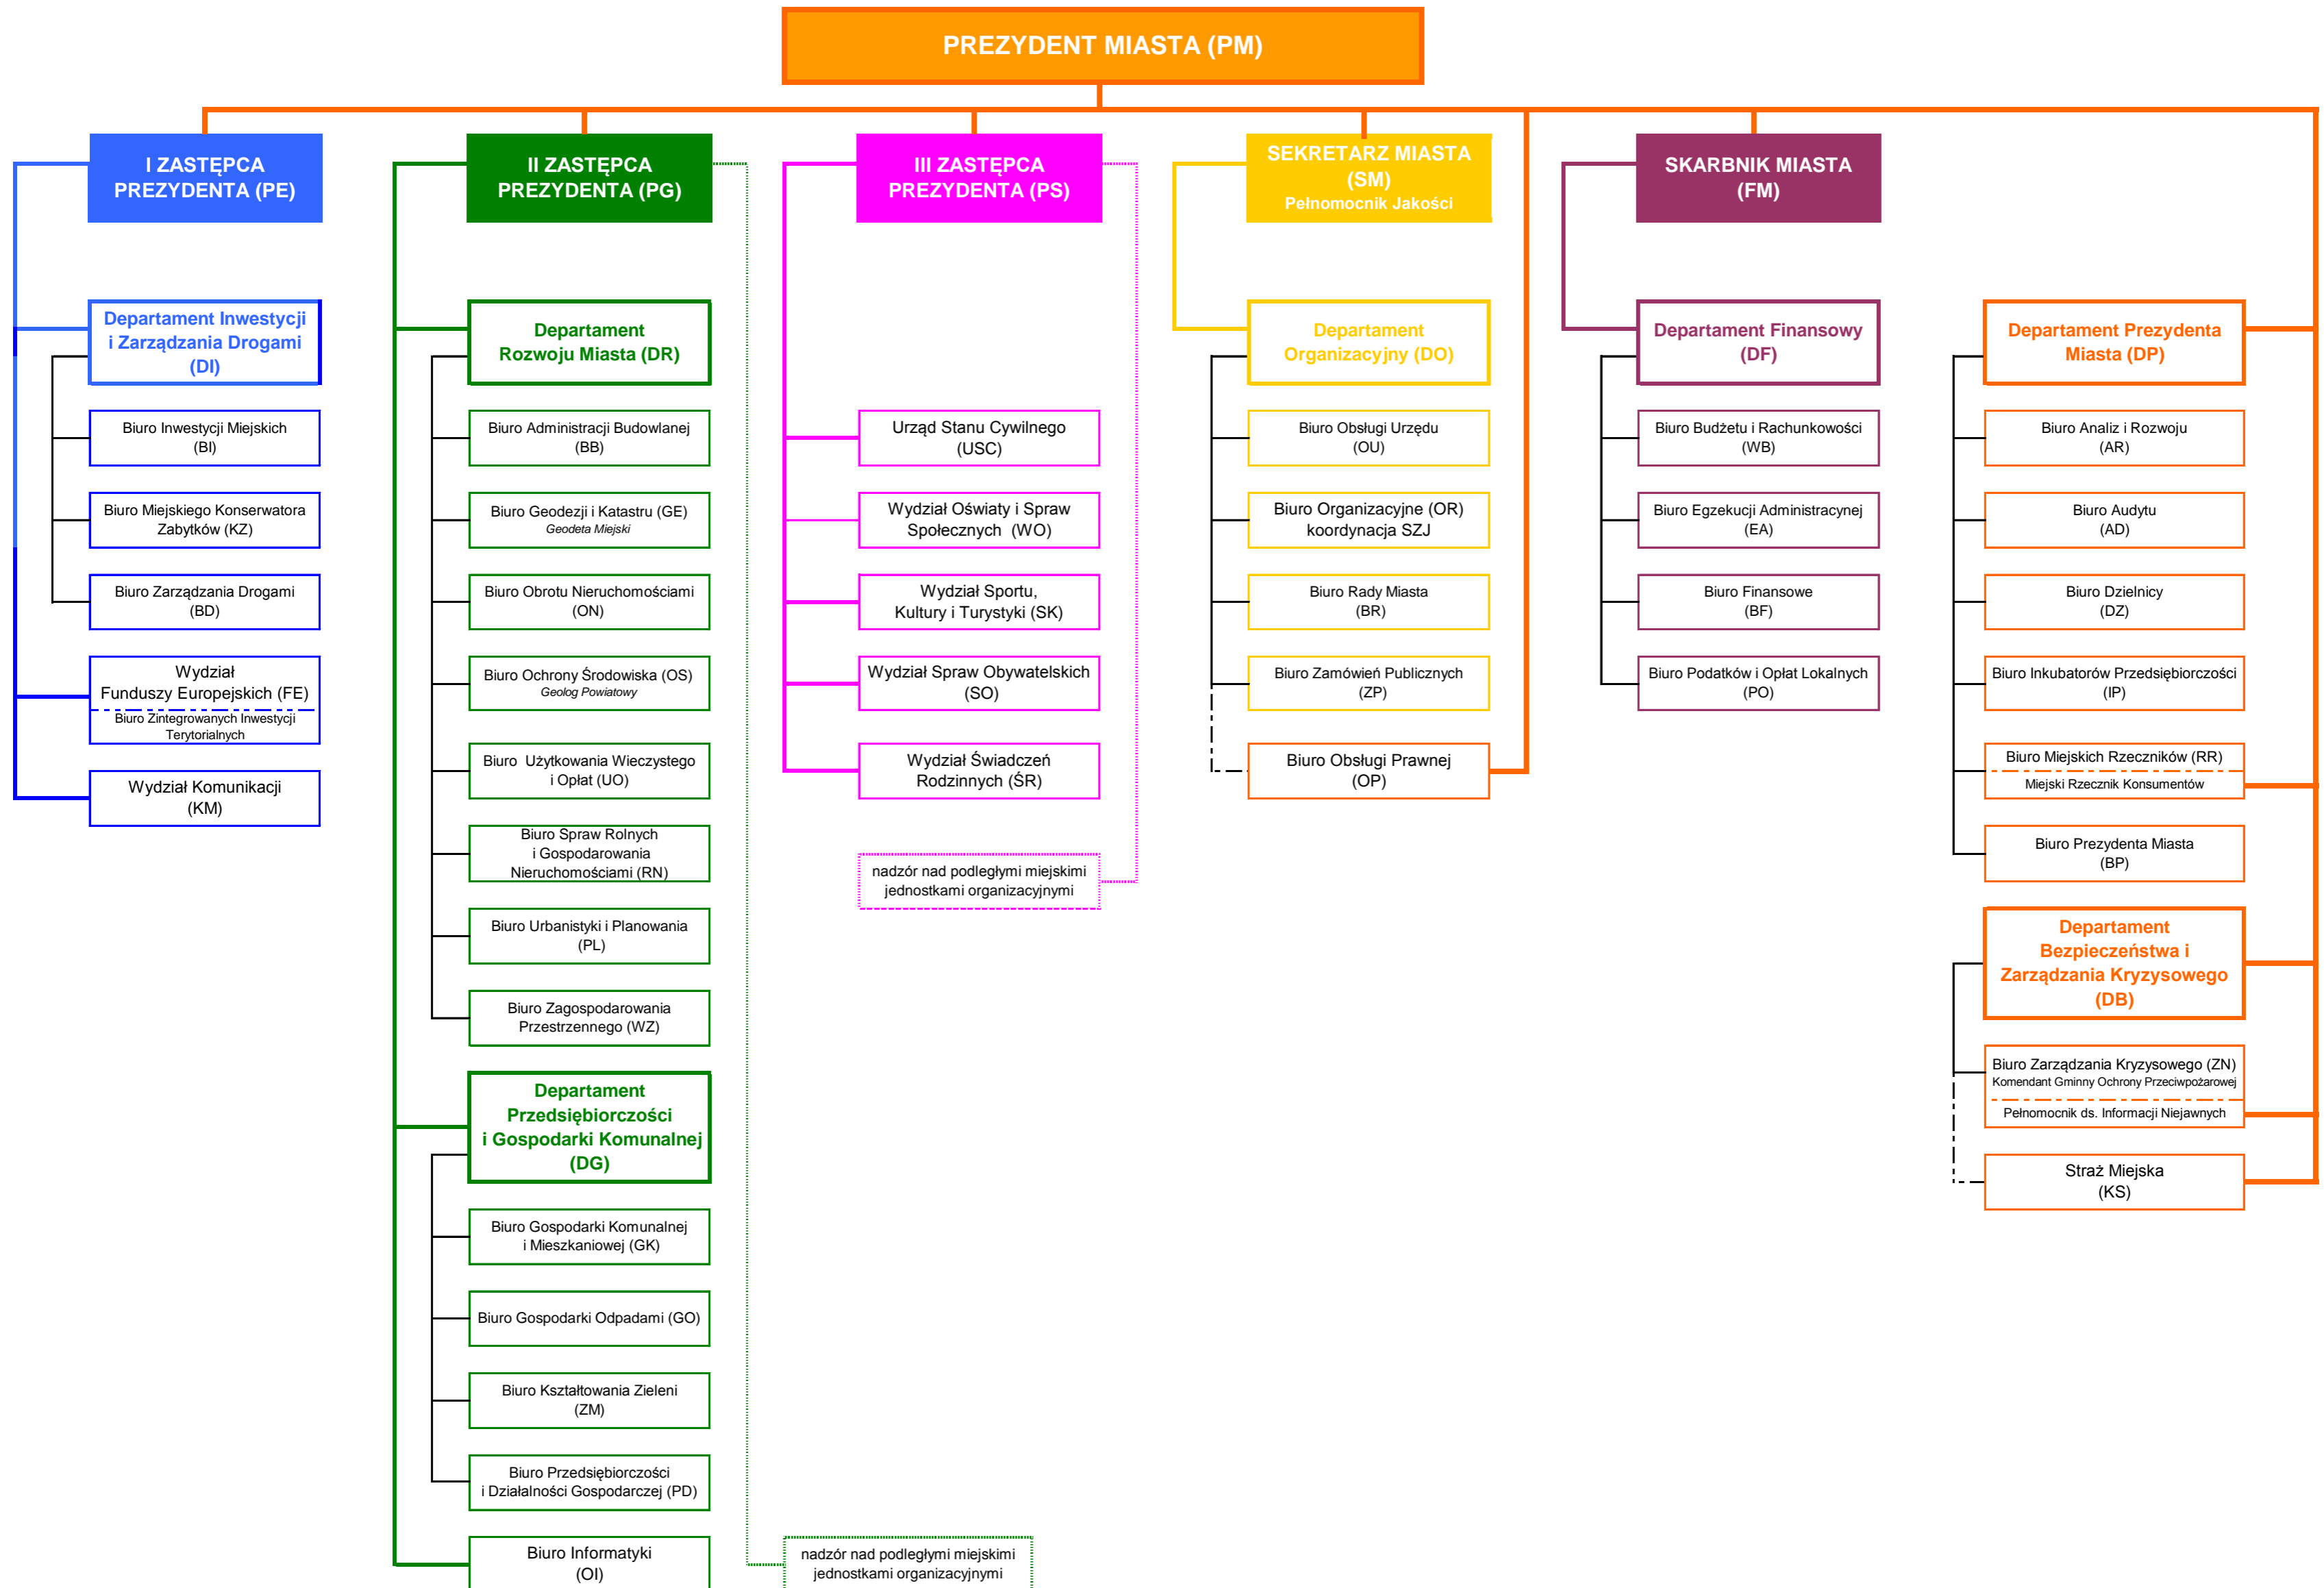 PREZYDENT MIASTA (PM)
I ZASTĘPCA
PREZYDENTA (PE)
Departament Inwestycji
i Zarządzania Drogami
(DI)
Biuro Inwestycji Miejskich
(BI)
Biuro Miejskiego Konserwatora
Zabytków (KZ)
Biuro Zarządzania Drogami
(BD)
Wydział
Funduszy Europejskich (FE)
Biuro Zintegrowanych Inwestycji
Terytorialnych
Wydział Komunikacji
(KM)
II ZASTĘPCA
PREZYDENTA (PG)
Departament
Rozwoju Miasta (DR)
Biuro Administracji Budowlanej
(BB)
Biuro Geodezji i Katastru (GE)
Geodeta Miejski
Biuro Obrotu Nieruchomościami
(ON)
Biuro Ochrony Środowiska (OS)
Geolog Powiatowy
Biuro Użytkowania Wieczystego
i Opłat (UO)
Biuro Spraw Rolnych
i Gospodarowania
Nieruchomościami (RN)
Biuro Urbanistyki i Planowania
(PL)
Biuro Zagospodarowania
Przestrzennego (WZ)
Departament
Przedsiębiorczości
i Gospodarki Komunalnej
(DG)
Biuro Gospodarki Komunalnej
i Mieszkaniowej (GK)
Biuro Gospodarki Odpadami (GO)
Biuro Kształtowania Zieleni
(ZM)
Biuro Przedsiębiorczości
i Działalności Gospodarczej (PD)
Biuro Informatyki
(OI)
nadzór nad podległymi miejskimi
jednostkami organizacyjnymi
III ZASTĘPCA
PREZYDENTA (PS)
Urząd Stanu Cywilnego
(USC)
Wydział Oświaty i Spraw
Społecznych (WO)
Wydział Sportu,
Kultury i Turystyki (SK)
Wydział Spraw Obywatelskich
(SO)
Wydział Świadczeń
Rodzinnych (ŚR)
nadzór nad podległymi miejskimi
jednostkami organizacyjnymi
SEKRETARZ MIASTA
(SM)
Pełnomocnik Jakości
Departament
Organizacyjny (DO)
Biuro Obsługi Urzędu
(OU)
Biuro Organizacyjne (OR)
koordynacja SZJ
Biuro Rady Miasta
(BR)
Biuro Zamówień Publicznych
(ZP)
Biuro Obsługi Prawnej
(OP)
SKARBNIK MIASTA
(FM)
Departament Finansowy
(DF)
Biuro Budżetu i Rachunkowości
(WB)
Biuro Egzekucji Administracynej
(EA)
Biuro Finansowe
(BF)
Biuro Podatków i Opłat Lokalnych
(PO)
Departament Prezydenta
Miasta (DP)
Biuro Analiz i Rozwoju
(AR)
Biuro Audytu
(AD)
Biuro Dzielnicy
(DZ)
Biuro Inkubatorów Przedsiębiorczości
(IP)
Biuro Miejskich Rzeczników (RR)
Miejski Rzecznik Konsumentów
Biuro Prezydenta Miasta
(BP)
Departament
Bezpieczeństwa i
Zarządzania Kryzysowego
(DB)
Biuro Zarządzania Kryzysowego (ZN)
Komendant Gminny Ochrony Przeciwpożarowej
Pełnomocnik ds. Informacji Niejawnych
Straż Miejska
(KS)